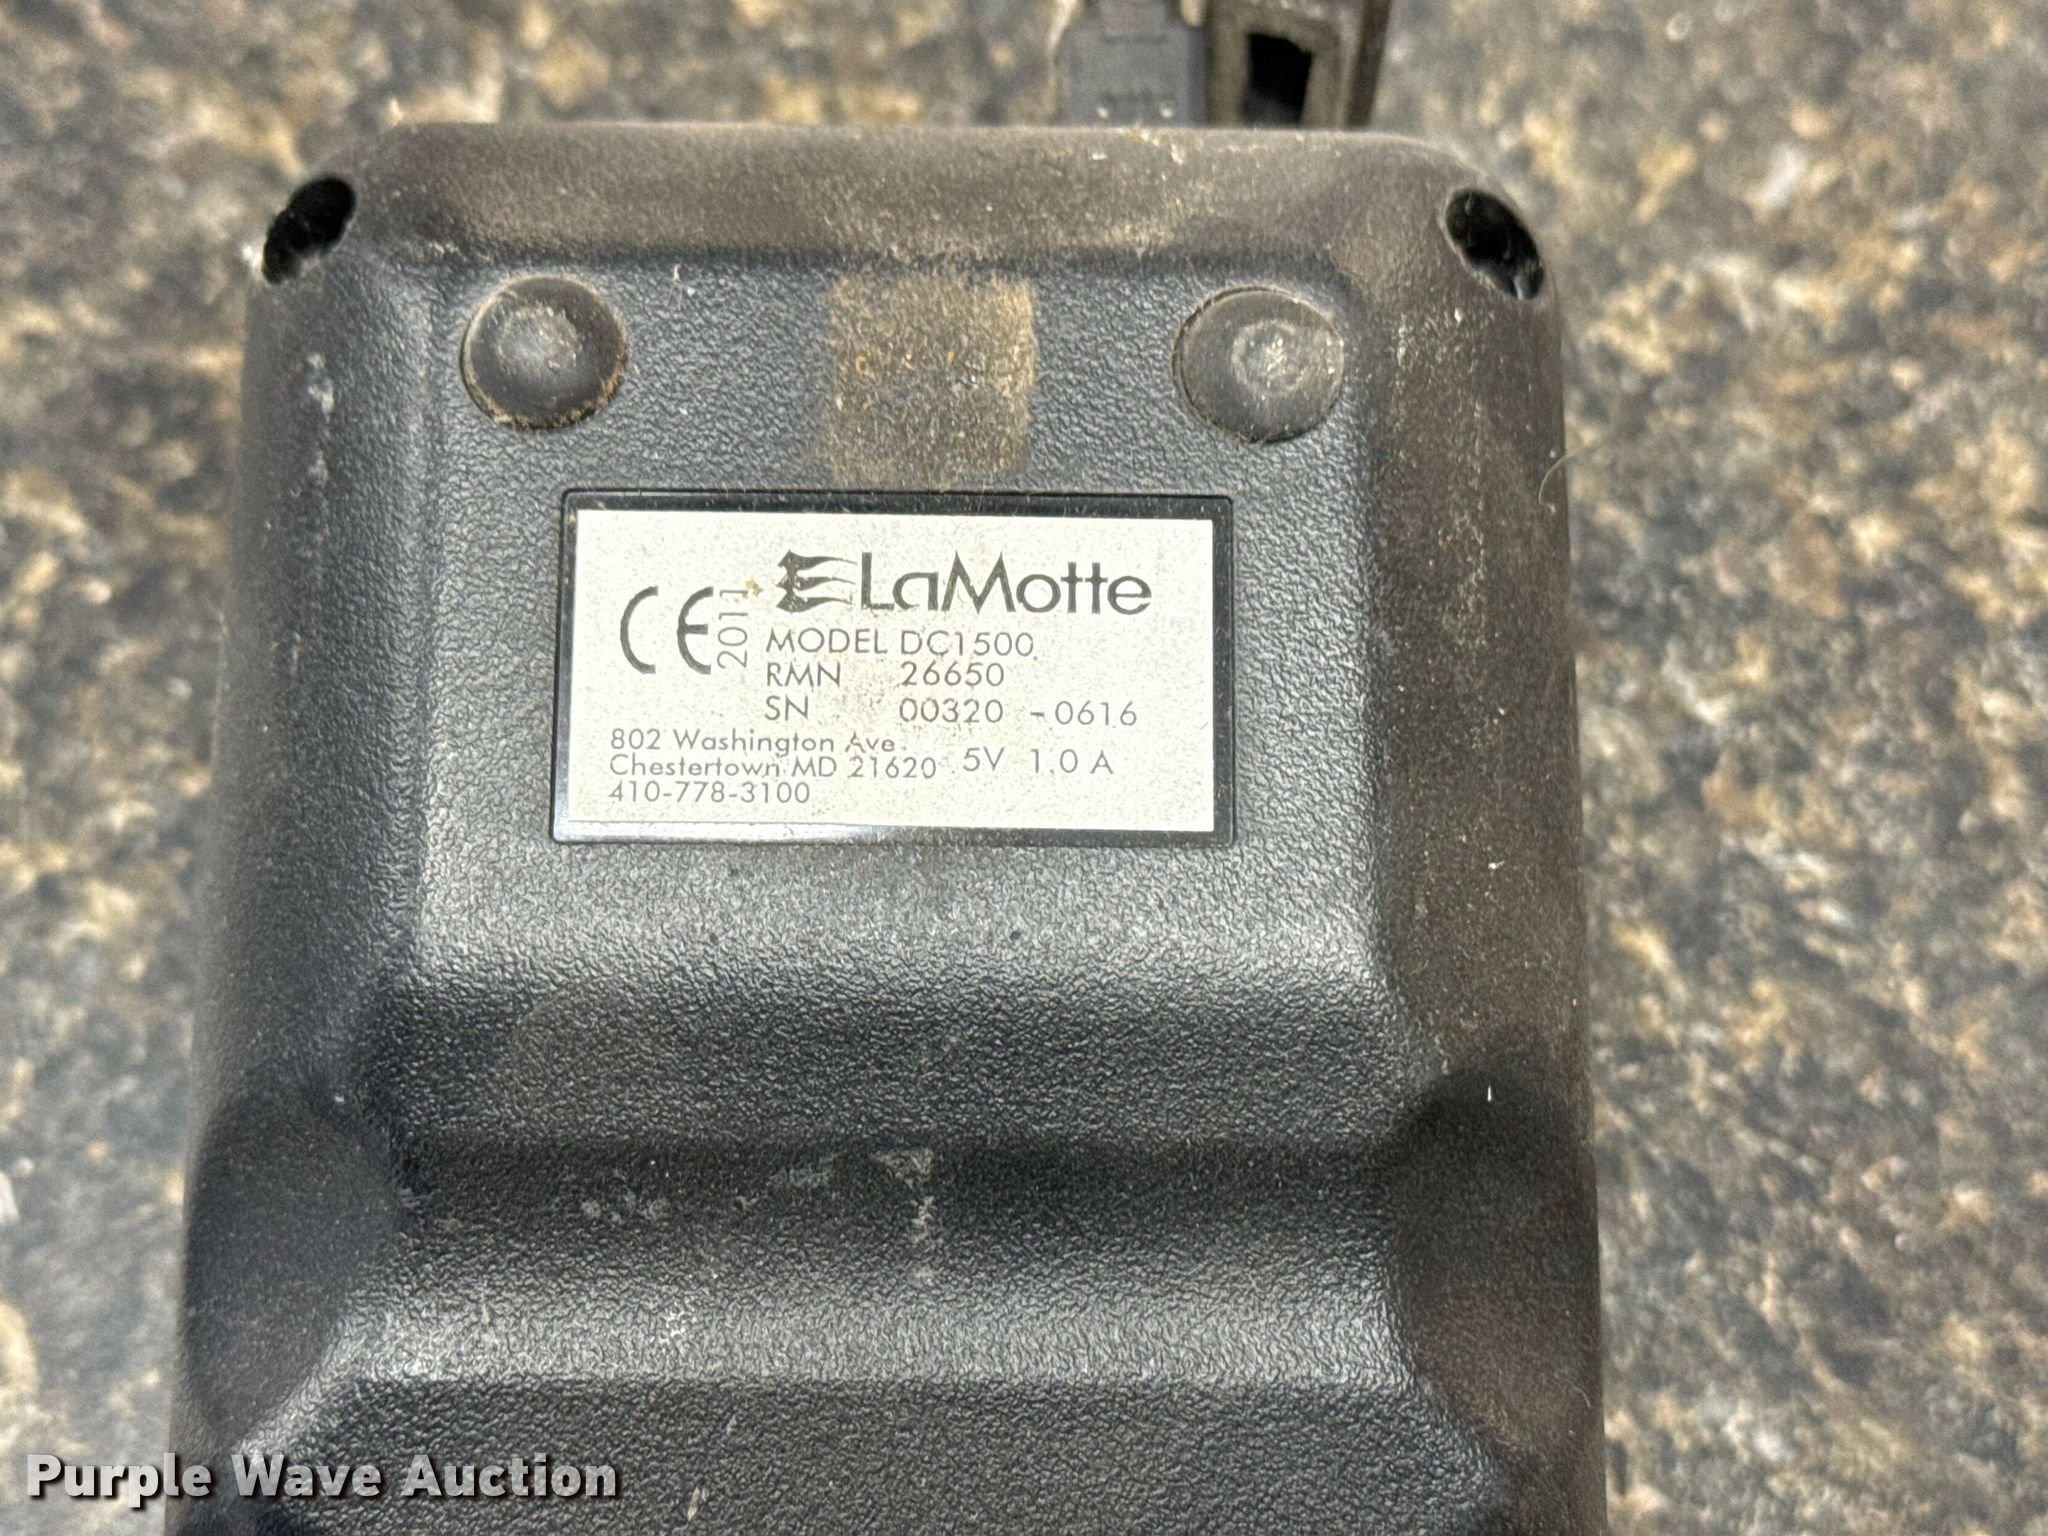 LaMotte
CE 2011
MODEL DC1500
RMN 26650
SN 00320 -0616
802 Washington Ave.
Chestertown MD 21620 5V 1.0 A
410-778-3100
Purple Wave Auction